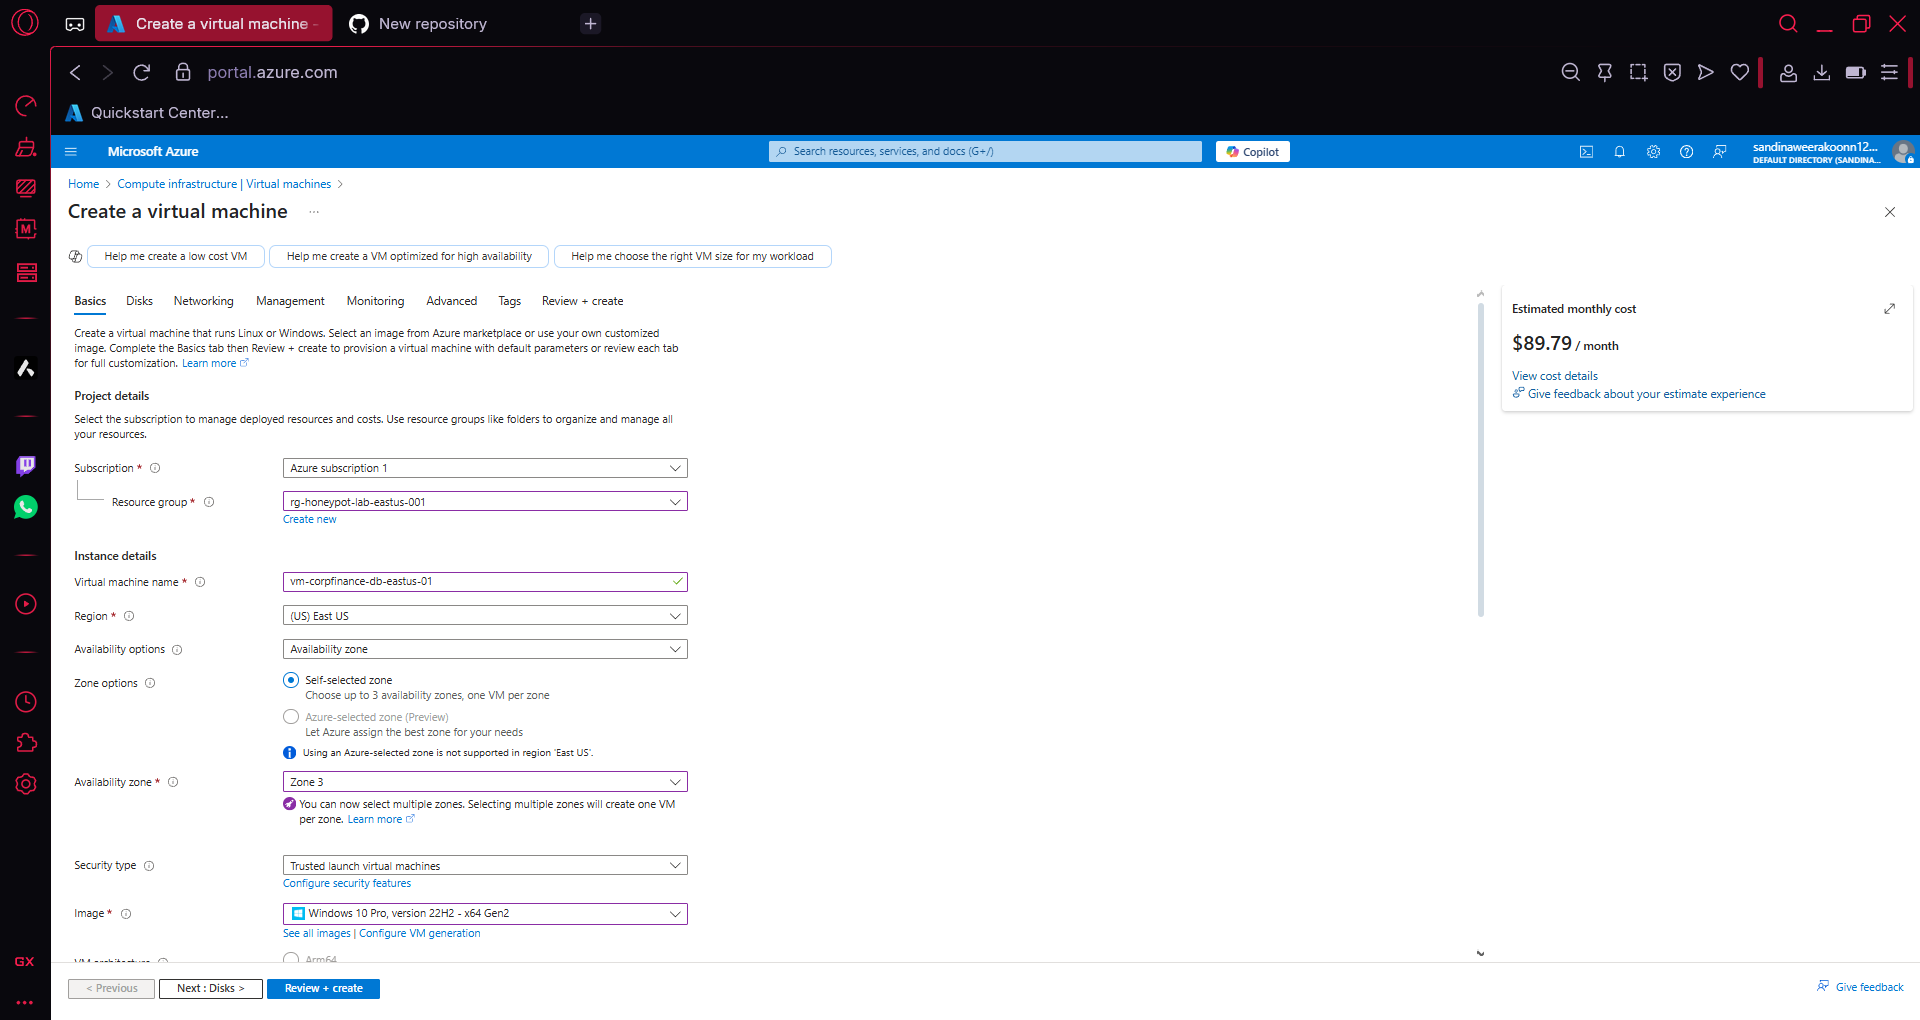 Create a virtual machine -
New repository
portal.azure.com
Quickstart Center...
Microsoft Azure
Search resources, services, and docs (G+/)
Copilot
sandinaweerakoonn12...
DEFAULT DIRECTORY (SANDINA...
Home > Compute infrastructure | Virtual machines >
Create a virtual machine ...
Help me create a low cost VM
Help me create a VM optimized for high availability
Help me choose the right VM size for my workload
Basics Disks Networking Management Monitoring Advanced Tags Review + create
Create a virtual machine that runs Linux or Windows. Select an image from Azure marketplace or use your own customized
image. Complete the Basics tab then Review + create to provision a virtual machine with default parameters or review each tab
for full customization. Learn more
Project details
Select the subscription to manage deployed resources and costs. Use resource groups like folders to organize and manage all
your resources.
Subscription *
Azure subscription 1
Resource group *
rg-honeypot-lab-eastus-001
Create new
Instance details
Virtual machine name *
vm-corpfinance-db-eastus-01
Region *
(US) East US
Availability options
Availability zone
Zone options
Self-selected zone
Choose up to 3 availability zones, one VM per zone
Azure-selected zone (Preview)
Let Azure assign the best zone for your needs
Using an Azure-selected zone is not supported in region 'East US'.
Availability zone *
Zone 3
You can now select multiple zones. Selecting multiple zones will create one VM
per zone. Learn more
Security type
Trusted launch virtual machines
Configure security features
Image *
Windows 10 Pro, version 22H2 - x64 Gen2
See all images | Configure VM generation
VM architecture
Arm64
< Previous
Next : Disks >
Review + create
Estimated monthly cost
$89.79 / month
View cost details
Give feedback about your estimate experience
Give feedback
M
GX